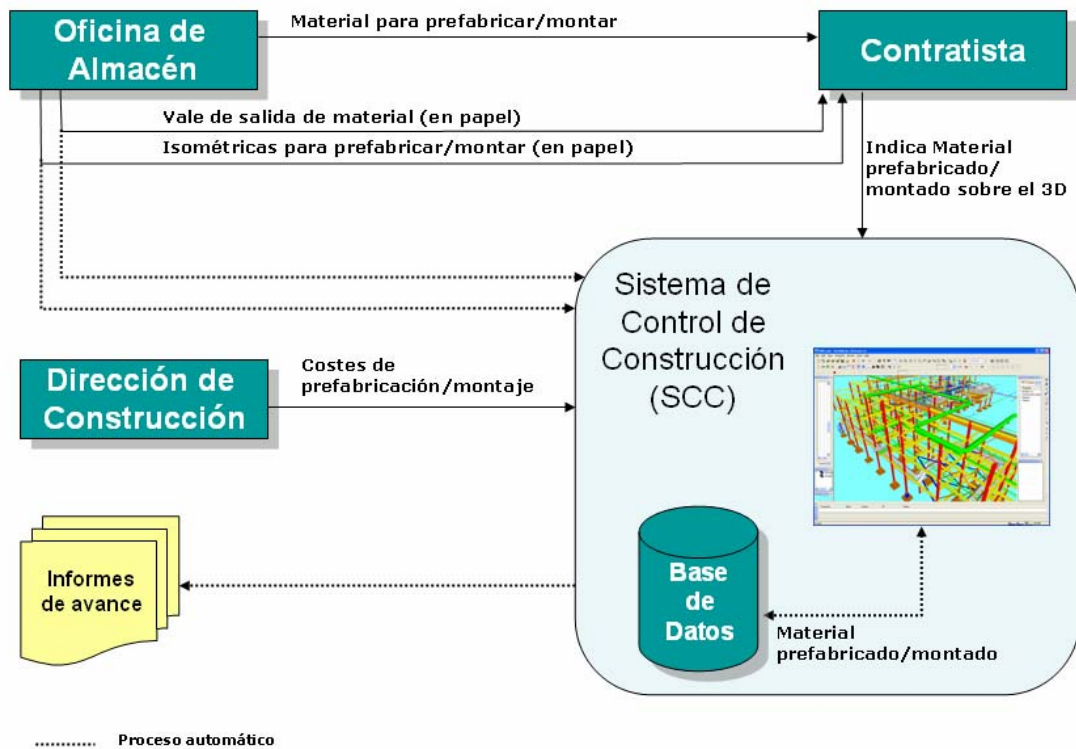 Oficina de
Almacén
Material para prefabricar/montar
Contratista
Vale de salida de material (en papel)
Isométricas para prefabricar/montar (en papel)
Indica Material
prefabricado/
montado sobre el 3D
Sistema de
Control de
Construcción
(SCC)
Dirección de
Construcción
Costes de
prefabricación/montaje
Informes
de avance
Base
de
Datos
Material
prefabricado/montado
Proceso automático